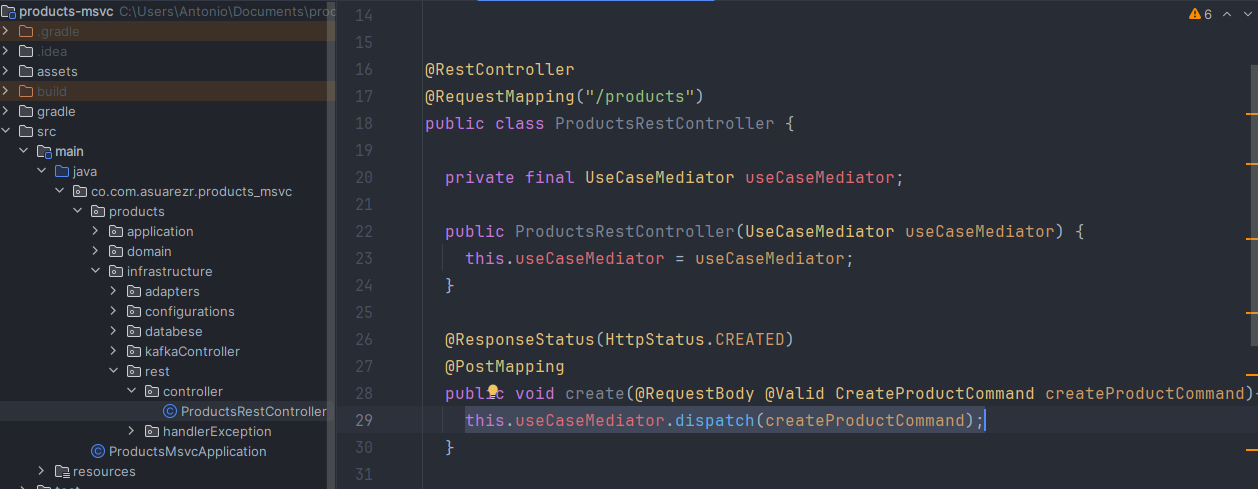 products-msvc C:\Users\Antonio\Documents\proc
.gradle
.idea
assets
build
gradle
src
main
java
co.com.asuarezr.products_msvc
products
application
domain
infrastructure
adapters
configurations
databese
kafkaController
rest
controller
ProductsRestController
handlerException
ProductsMsvcApplication
resources
6
14
15
16 @RestController
17 @RequestMapping("/products")
18 public class ProductsRestController {
19
20 private final UseCaseMediator useCaseMediator;
21
22 public ProductsRestController(UseCaseMediator useCaseMediator) {
23 this.useCaseMediator = useCaseMediator;
24 }
25
26 @ResponseStatus(HttpStatus.CREATED)
27 @PostMapping
28 public void create(@RequestBody @Valid CreateProductCommand createProductCommand){
29 this.useCaseMediator.dispatch(createProductCommand);
30 }
31